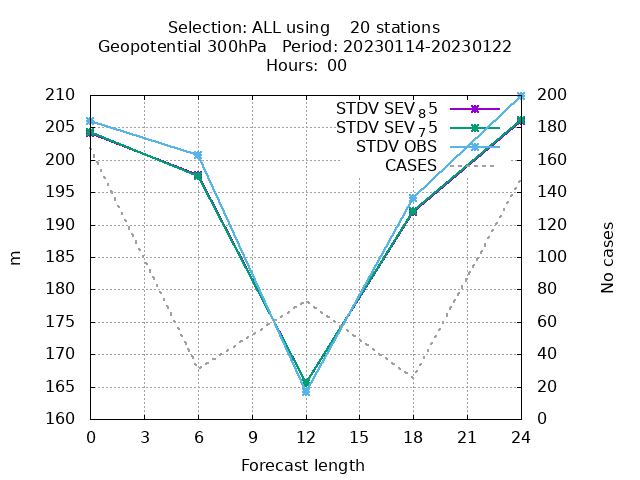 Selection: ALL using    20 stations
Geopotential 300hPa   Period: 20230114-20230122
Hours:  00
210 200
205 STDV SEV ₈ 5 180
STDV SEV ₇ 5
STDV OBS
200 CASES 160
195 140
190 120
185 100
m
No cases
180 80
175 60
170 40
165 20
160 0
0 3 6 9 12 15 18 21 24
Forecast length